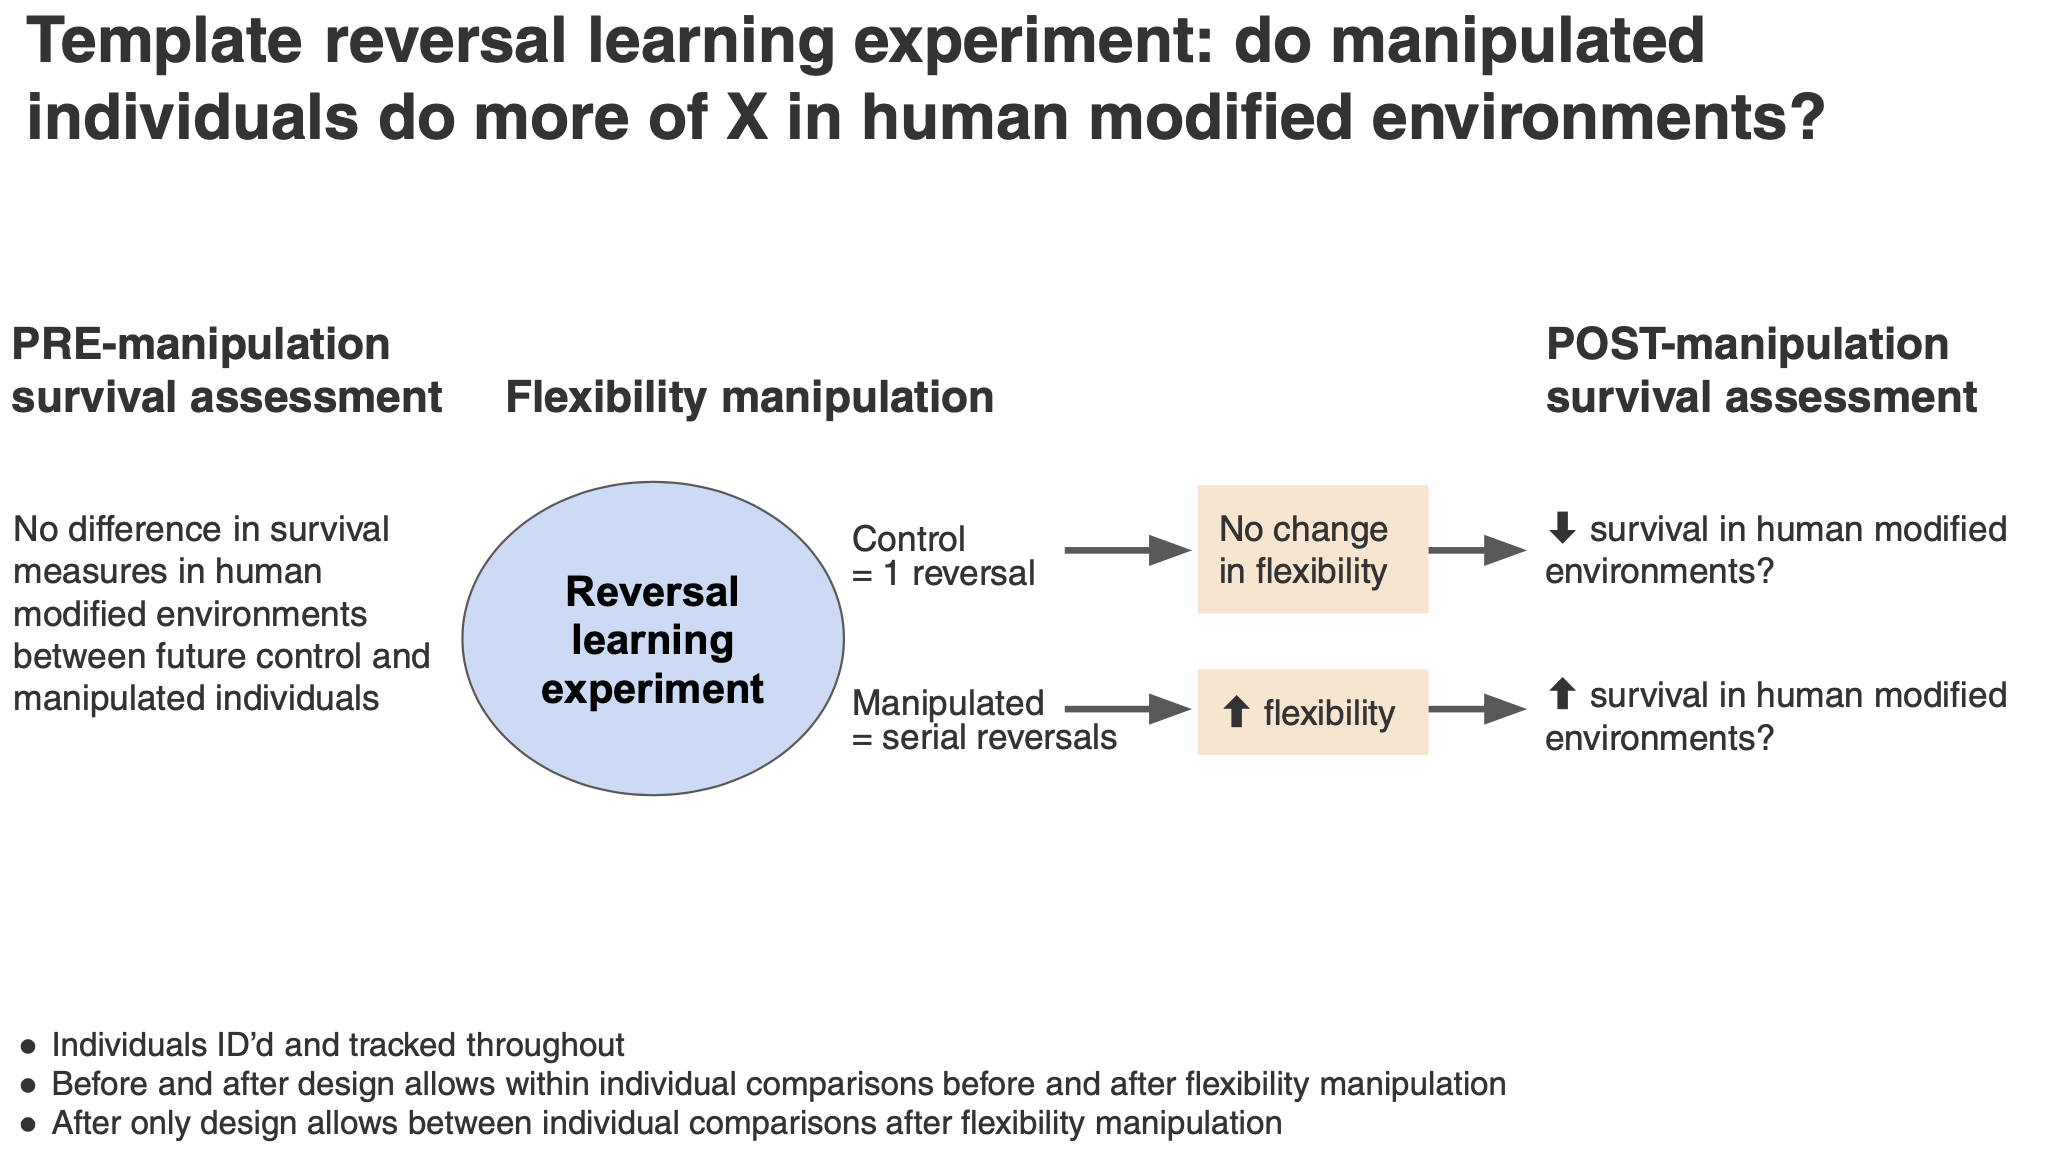 Template reversal learning experiment: do manipulated
individuals do more of X in human modified environments?
PRE-manipulation
survival assessment
Flexibility manipulation
POST-manipulation
survival assessment
No difference in survival
measures in human
modified environments
between future control and
manipulated individuals
Reversal
learning
experiment
Control
= 1 reversal
No change
in flexibility
⬇ survival in human modified
environments?
Manipulated
= serial reversals
⬆ flexibility
⬆ survival in human modified
environments?
● Individuals ID’d and tracked throughout
● Before and after design allows within individual comparisons before and after flexibility manipulation
● After only design allows between individual comparisons after flexibility manipulation